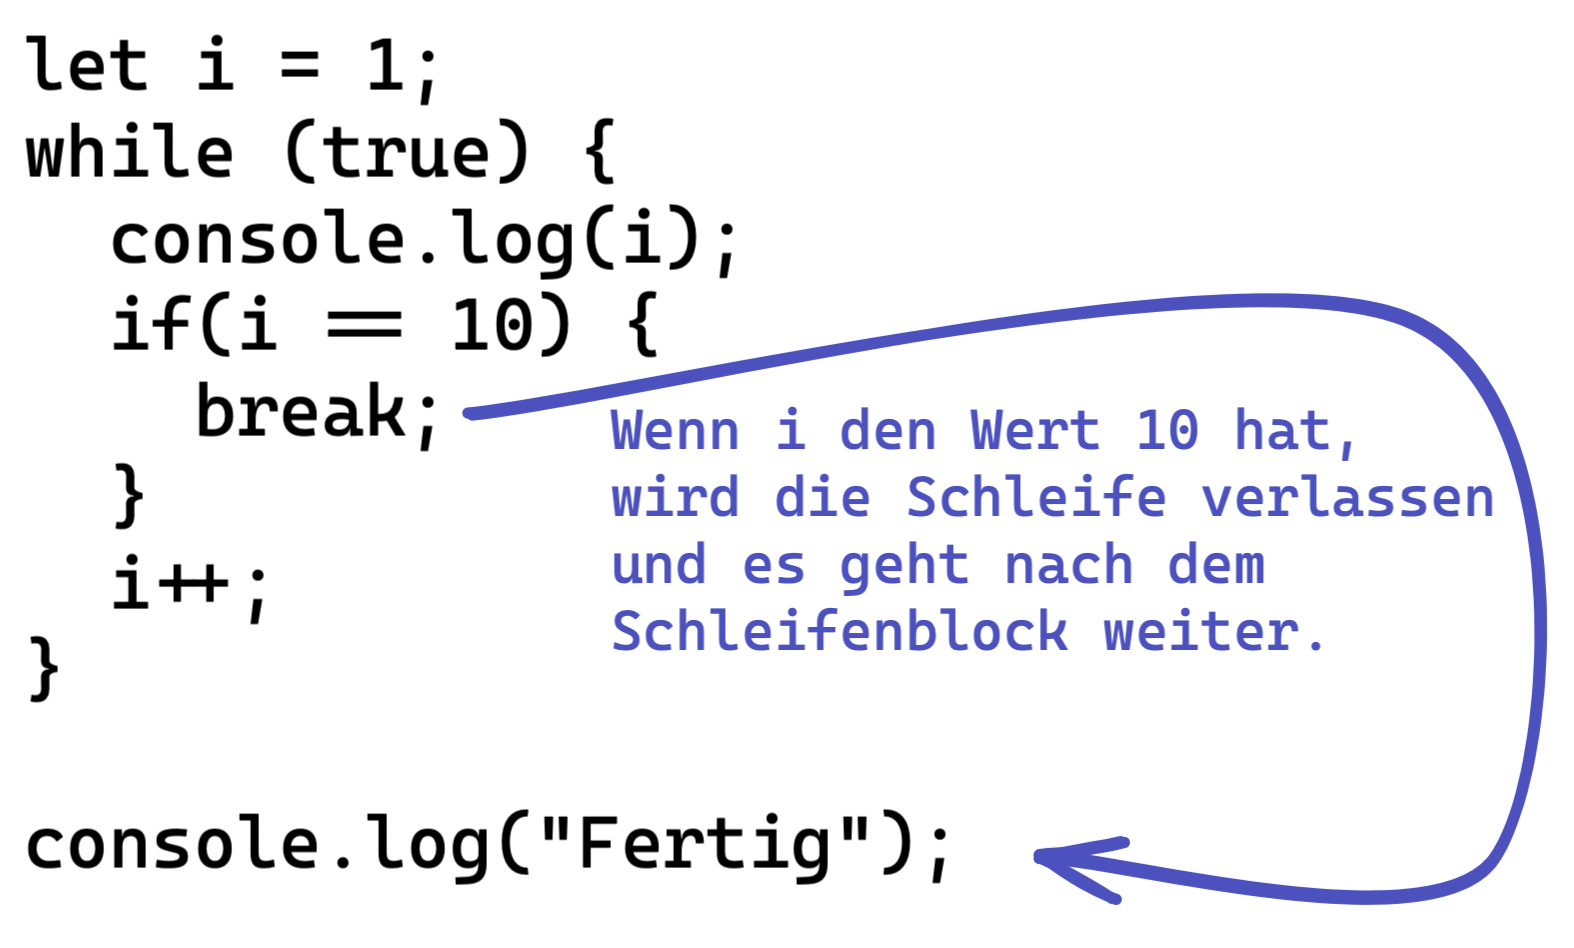 let i = 1;
while (true) {
console.log(i);
if(i == 10) {
break;
Wenn i den Wert 10 hat,
wird die Schleife verlassen
und es geht nach dem
Schleifenblock weiter.
}
i++;
}
console.log("Fertig");